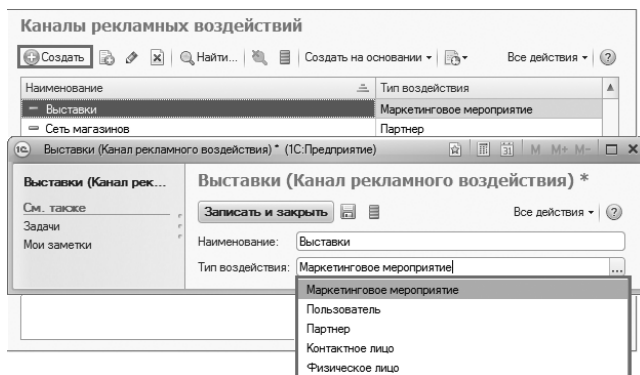 Каналы рекламных воздействий
Создать Найти... Создать на основании Все действия ?
Наименование Тип воздействия
Выставки Маркетинговое мероприятие
Сеть магазинов Партнер
1С Выставки (Канал рекламного воздействия) * (1С:Предприятие) 31 M M+ M-
Выставки (Канал рек... Выставки (Канал рекламного воздействия) *
См. также Записать и закрыть Все действия ?
Задачи
Мои заметки Наименование: Выставки
Тип воздействия: Маркетинговое мероприятие ...
Маркетинговое мероприятие
Пользователь
Партнер
Контактное лицо
Физическое лицо